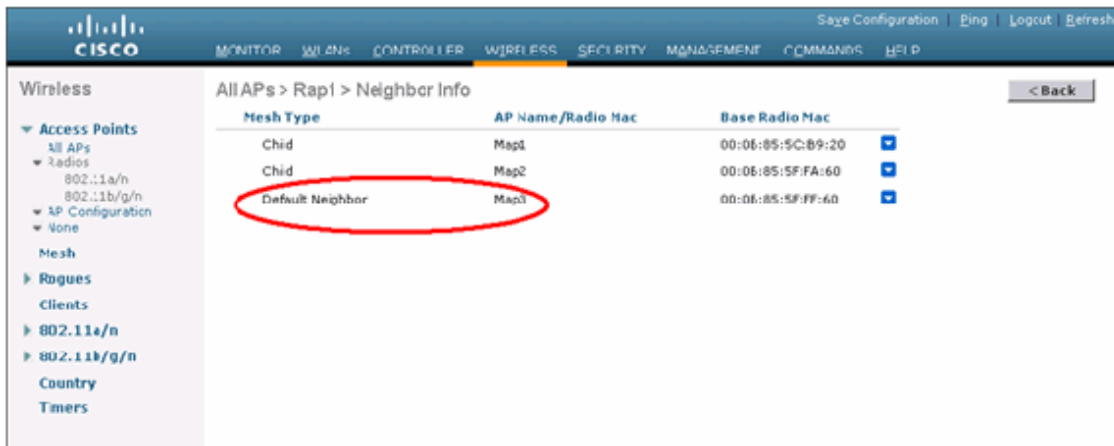 Save Configuration | Ping | Logout | Refresh
CISCO
MONITOR WLANs CONTROLLER WIRELESS SECURITY MANAGEMENT COMMANDS HELP
Wireless
Access Points
All APs
Radios
802.11a/n
802.11b/g/n
AP Configuration
None
Mesh
Rogues
Clients
802.11a/n
802.11b/g/n
Country
Timers
All APs > Rap1 > Neighbor Info
< Back
Mesh Type AP Name/Radio Mac Base Radio Mac
Child Map1 00:0B:85:5C:B9:20
Child Map2 00:0B:85:5F:FA:60
Default Neighbor Map3 00:0B:85:5F:FF:60